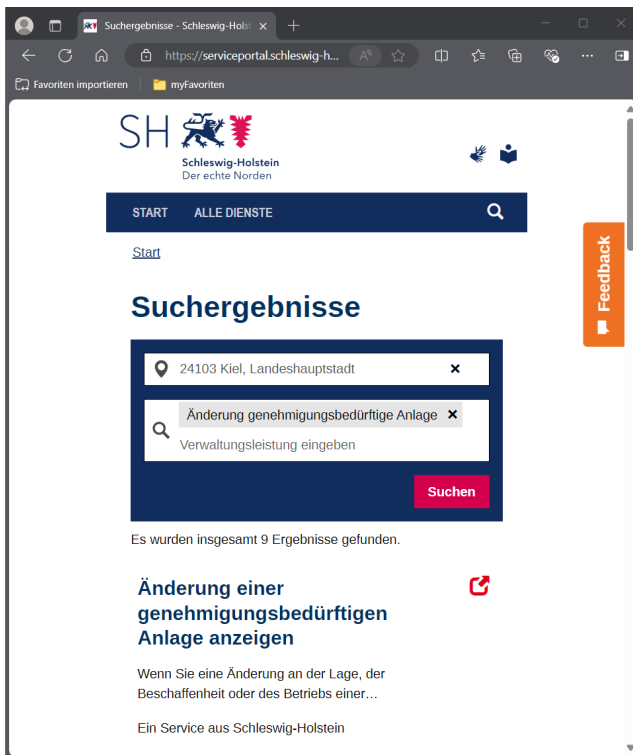 Suchergebnisse - Schleswig-Holst
https://serviceportal.schleswig-h...
Favoriten importieren
myFavoriten
SH
Schleswig-Holstein
Der echte Norden
START ALLE DIENSTE
Start
Feedback
Suchergebnisse
24103 Kiel, Landeshauptstadt
Änderung genehmigungsbedürftige Anlage
Verwaltungsleistung eingeben
Suchen
Es wurden insgesamt 9 Ergebnisse gefunden.
Änderung einer
genehmigungsbedürftigen
Anlage anzeigen
Wenn Sie eine Änderung an der Lage, der
Beschaffenheit oder des Betriebs einer…
Ein Service aus Schleswig-Holstein